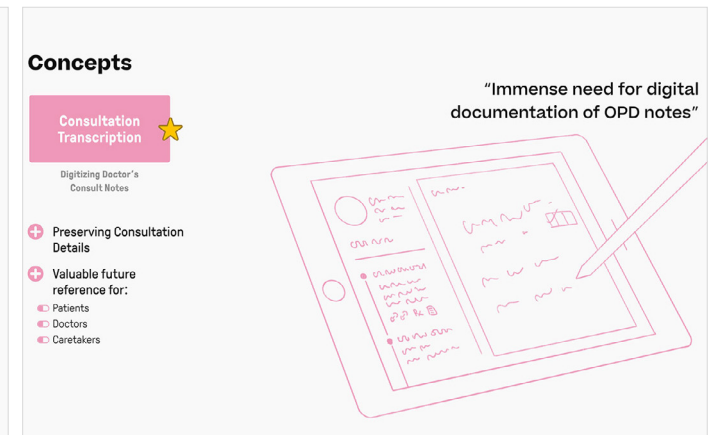 Concepts
Consultation
Transcription
Digitizing Doctor's
Consult Notes
Preserving Consultation
Details
Valuable future
reference for:
Patients
Doctors
Caretakers
“Immense need for digital
documentation of OPD notes”